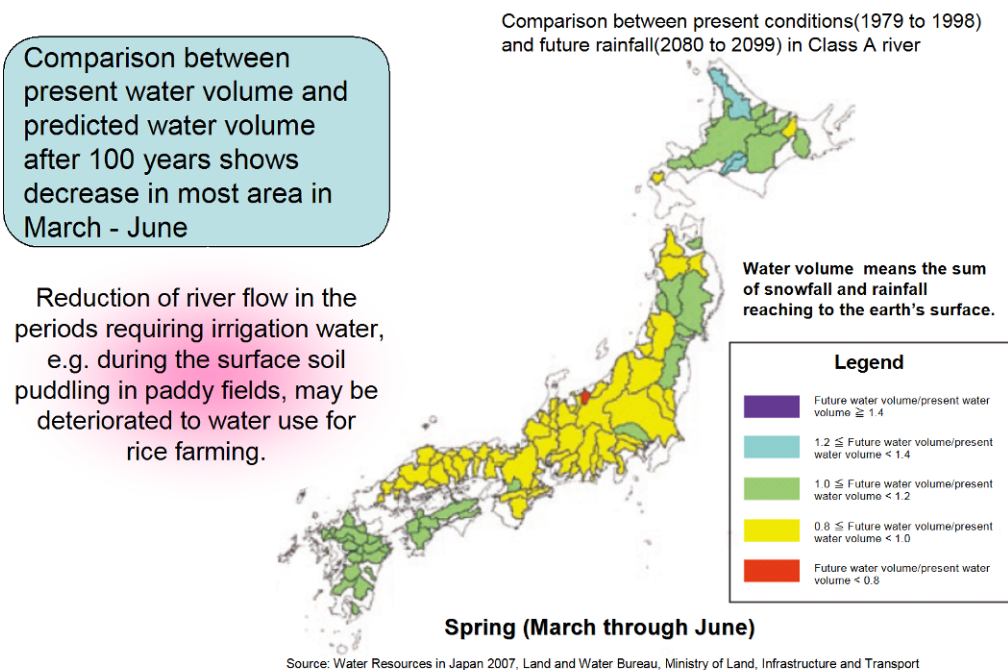 Comparison between present conditions(1979 to 1998)
and future rainfall(2080 to 2099) in Class A river
Comparison between
present water volume and
predicted water volume
after 100 years shows
decrease in most area in
March - June
Reduction of river flow in the
periods requiring irrigation water,
e.g. during the surface soil
puddling in paddy fields, may be
deteriorated to water use for
rice farming.
Water volume means the sum
of snowfall and rainfall
reaching to the earth's surface.
Legend
Future water volume/present water
volume ≧ 1.4
1.2 ≦ Future water volume/present
water volume < 1.4
1.0 ≦ Future water volume/present
water volume < 1.2
0.8 ≦ Future water volume/present
water volume < 1.0
Future water volume/present water
volume < 0.8
Spring (March through June)
Source: Water Resources in Japan 2007, Land and Water Bureau, Ministry of Land, Infrastructure and Transport